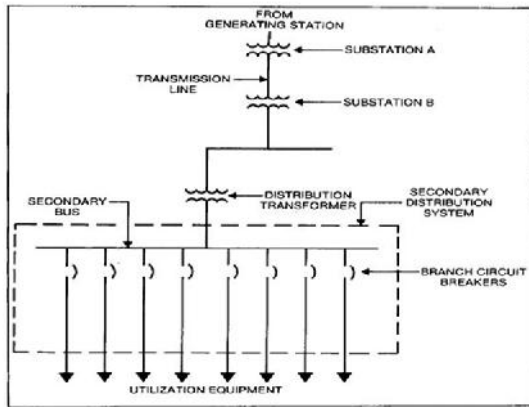 FROM
GENERATING STATION
SUBSTATION A
TRANSMISSION
LINE
SUBSTATION B
DISTRIBUTION
TRANSFORMER
SECONDARY
BUS
SECONDARY
DISTRIBUTION
SYSTEM
BRANCH CIRCUIT
BREAKERS
UTILIZATION EQUIPMENT